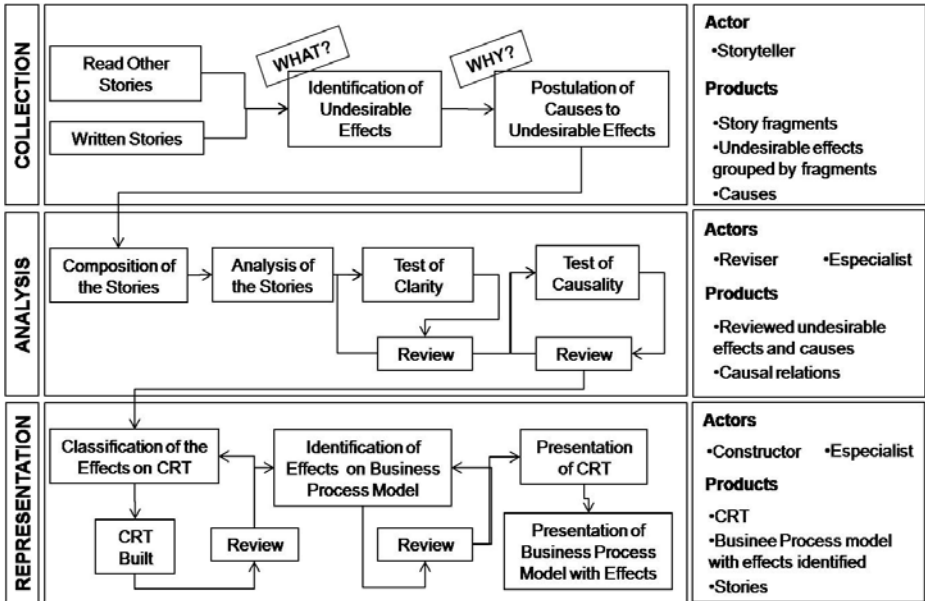 COLLECTION
Read Other
Stories
Written Stories
WHAT?
Identification of
Undesirable
Effects
WHY?
Postulation of
Causes to
Undesirable Effects
Actor
•Storyteller
Products
•Story fragments
•Undesirable effects
grouped by fragments
•Causes
ANALYSIS
Composition of
the Stories
Analysis of
the Stories
Test of
Clarity
Review
Test of
Causality
Review
Actors
•Reviser •Especialist
Products
•Reviewed undesirable
effects and causes
•Causal relations
REPRESENTATION
Classification of the
Effects on CRT
CRT
Built
Review
Identification of
Effects on Business
Process Model
Review
Presentation
of CRT
Presentation of
Business Process
Model with Effects
Actors
•Constructor •Especialist
Products
•CRT
•Businee Process model
with effects identified
•Stories